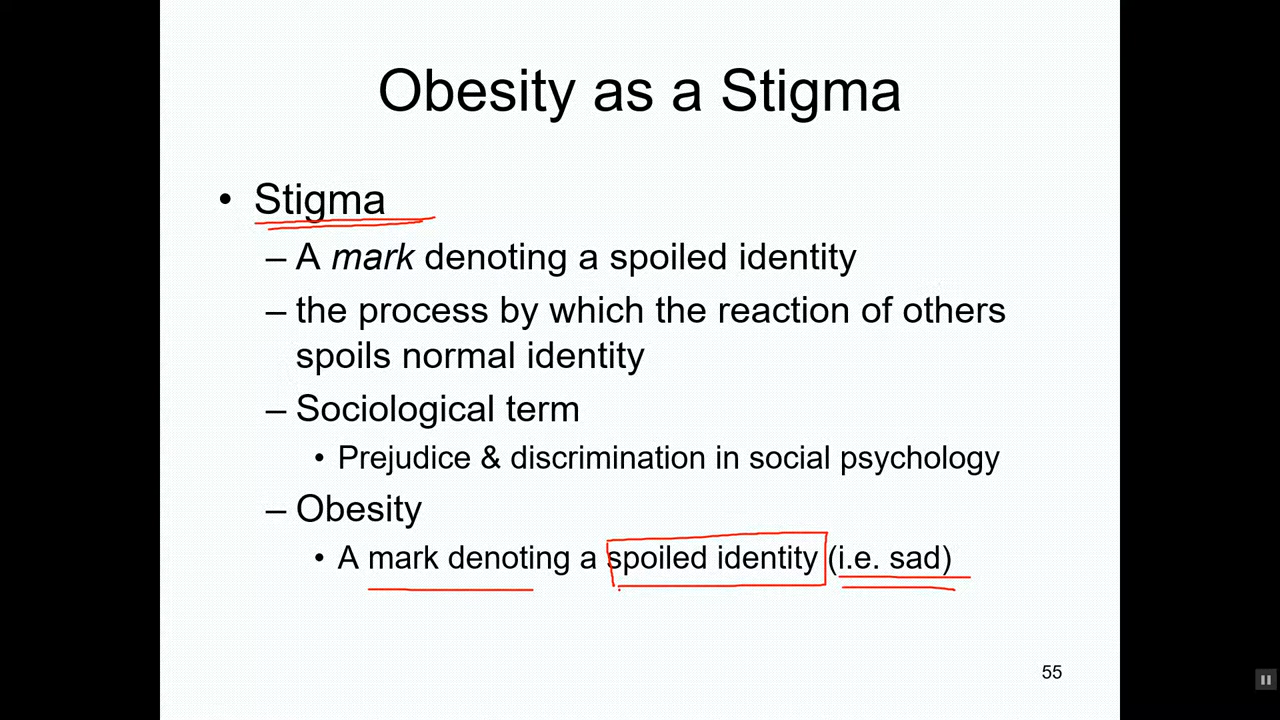 Obesity as a Stigma
• Stigma
– A mark denoting a spoiled identity
– the process by which the reaction of others
spoils normal identity
– Sociological term
• Prejudice & discrimination in social psychology
– Obesity
• A mark denoting a spoiled identity (i.e. sad)
55